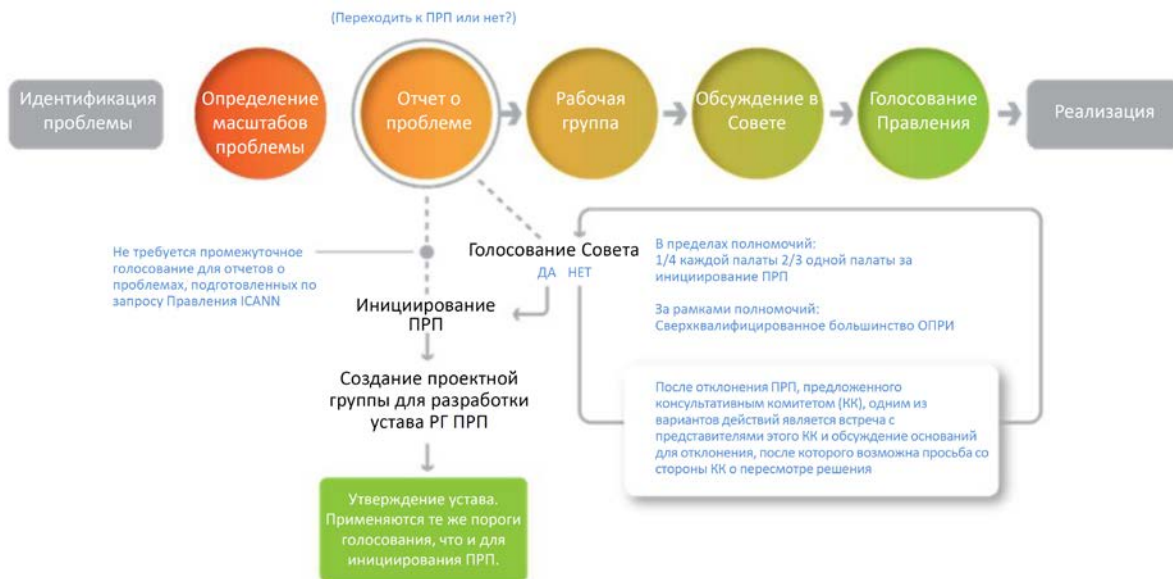 (Переходить к ПРП или нет?)
Идентификация
проблемы
Определение
масштабов
проблемы
Отчет о
проблеме
Рабочая
группа
Обсуждение в
Совете
Голосование
Правления
Реализация
Не требуется промежуточное
голосование для отчетов о
проблемах, подготовленных по
запросу Правления ICANN
Голосование Совета
ДА НЕТ
В пределах полномочий:
1/4 каждой палаты 2/3 одной палаты за
инициирование ПРП
За рамками полномочий:
Сверхквалифицированное большинство ОПРИ
Инициирование
ПРП
Создание проектной
группы для разработки
устава РГ ПРП
После отклонения ПРП, предложенного
консультативным комитетом (КК), одним из
вариантов действий является встреча с
представителями этого КК и обсуждение оснований
для отклонения, после которого возможна просьба со
стороны КК о пересмотре решения
Утверждение устава.
Применяются те же пороги
голосования, что и для
инициирования ПРП.